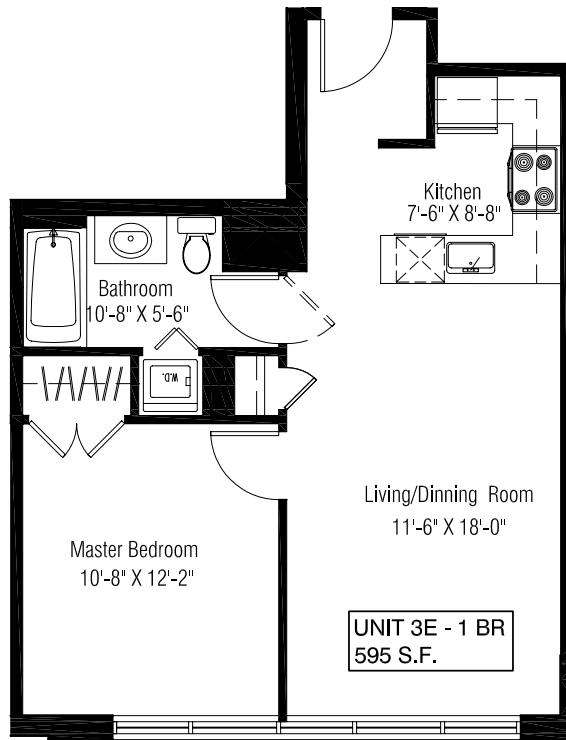 Kitchen
7'-6" X 8'-8"
Bathroom
10'-8" X 5'-6"
W.D.
Living/Dinning Room
11'-6" X 18'-0"
Master Bedroom
10'-8" X 12'-2"
UNIT 3E - 1 BR
595 S.F.